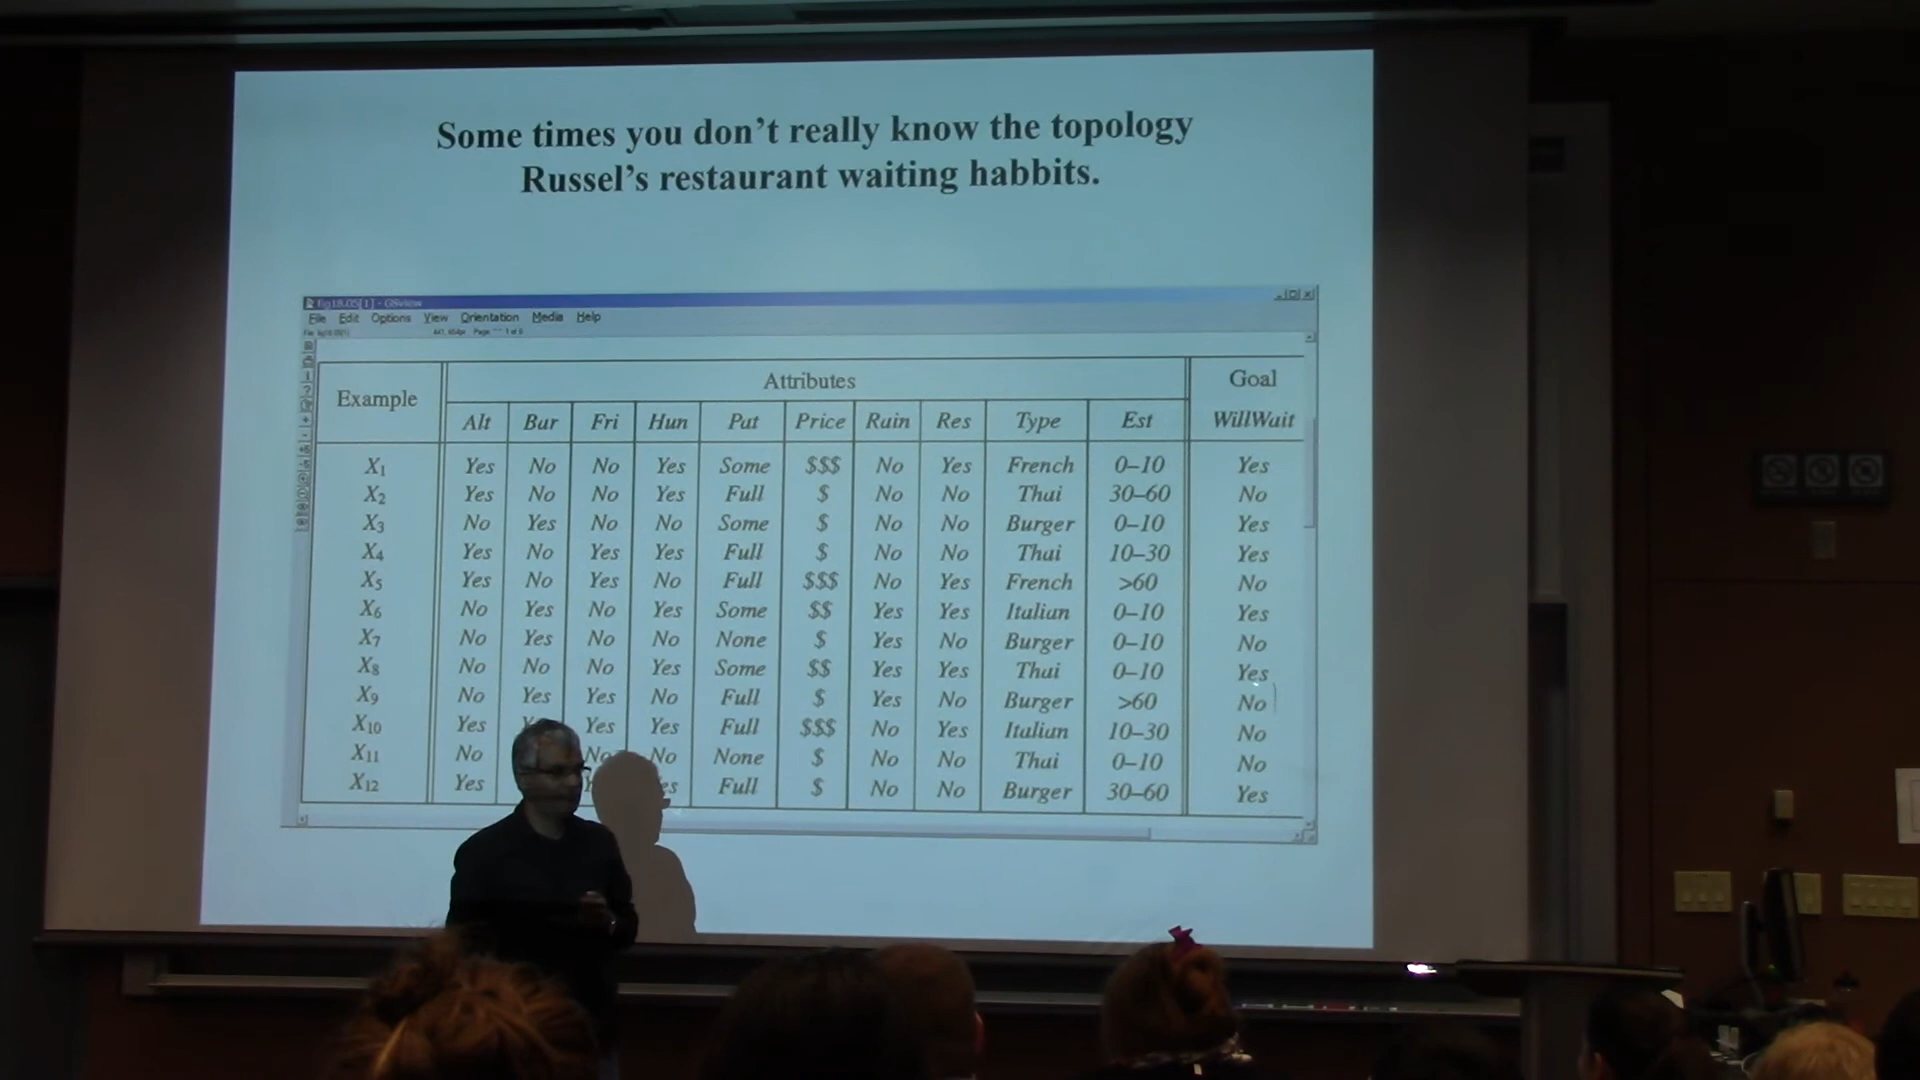 Some times you don't really know the topology
Russel's restaurant waiting habbits.
File Edit Options View Orientation Media Help
Example Attributes Goal
Alt Bar Fri Hun Pat Price Rain Res Type Est WillWait
X1 Yes No No Yes Some $$$ No Yes French 0–10 Yes
X2 Yes No No Yes Full $ No No Thai 30–60 No
X3 No Yes No No Some $ No No Burger 0–10 Yes
X4 Yes No Yes Yes Full $ No No Thai 10–30 Yes
X5 Yes No Yes No Full $$$ No Yes French >60 No
X6 No Yes No Yes Some $$ Yes Yes Italian 0–10 Yes
X7 No Yes No No None $ Yes No Burger 0–10 No
X8 No No No Yes Some $$ Yes Yes Thai 0–10 Yes
X9 No Yes Yes No Full $ Yes No Burger >60 No
X10 Yes Yes Yes Full $$$ No Yes Italian 10–30 No
X11 No No No None $ No No Thai 0–10 No
X12 Yes Full $ No No Burger 30–60 Yes